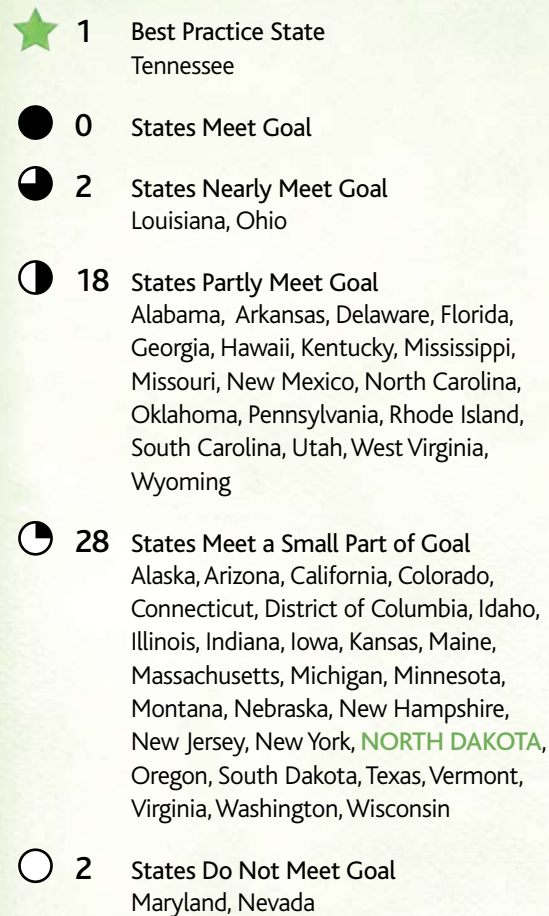 1 Best Practice State
Tennessee
0 States Meet Goal
2 States Nearly Meet Goal
Louisiana, Ohio
18 States Partly Meet Goal
Alabama, Arkansas, Delaware, Florida,
Georgia, Hawaii, Kentucky, Mississippi,
Missouri, New Mexico, North Carolina,
Oklahoma, Pennsylvania, Rhode Island,
South Carolina, Utah, West Virginia,
Wyoming
28 States Meet a Small Part of Goal
Alaska, Arizona, California, Colorado,
Connecticut, District of Columbia, Idaho,
Illinois, Indiana, Iowa, Kansas, Maine,
Massachusetts, Michigan, Minnesota,
Montana, Nebraska, New Hampshire,
New Jersey, New York, NORTH DAKOTA,
Oregon, South Dakota, Texas, Vermont,
Virginia, Washington, Wisconsin
2 States Do Not Meet Goal
Maryland, Nevada